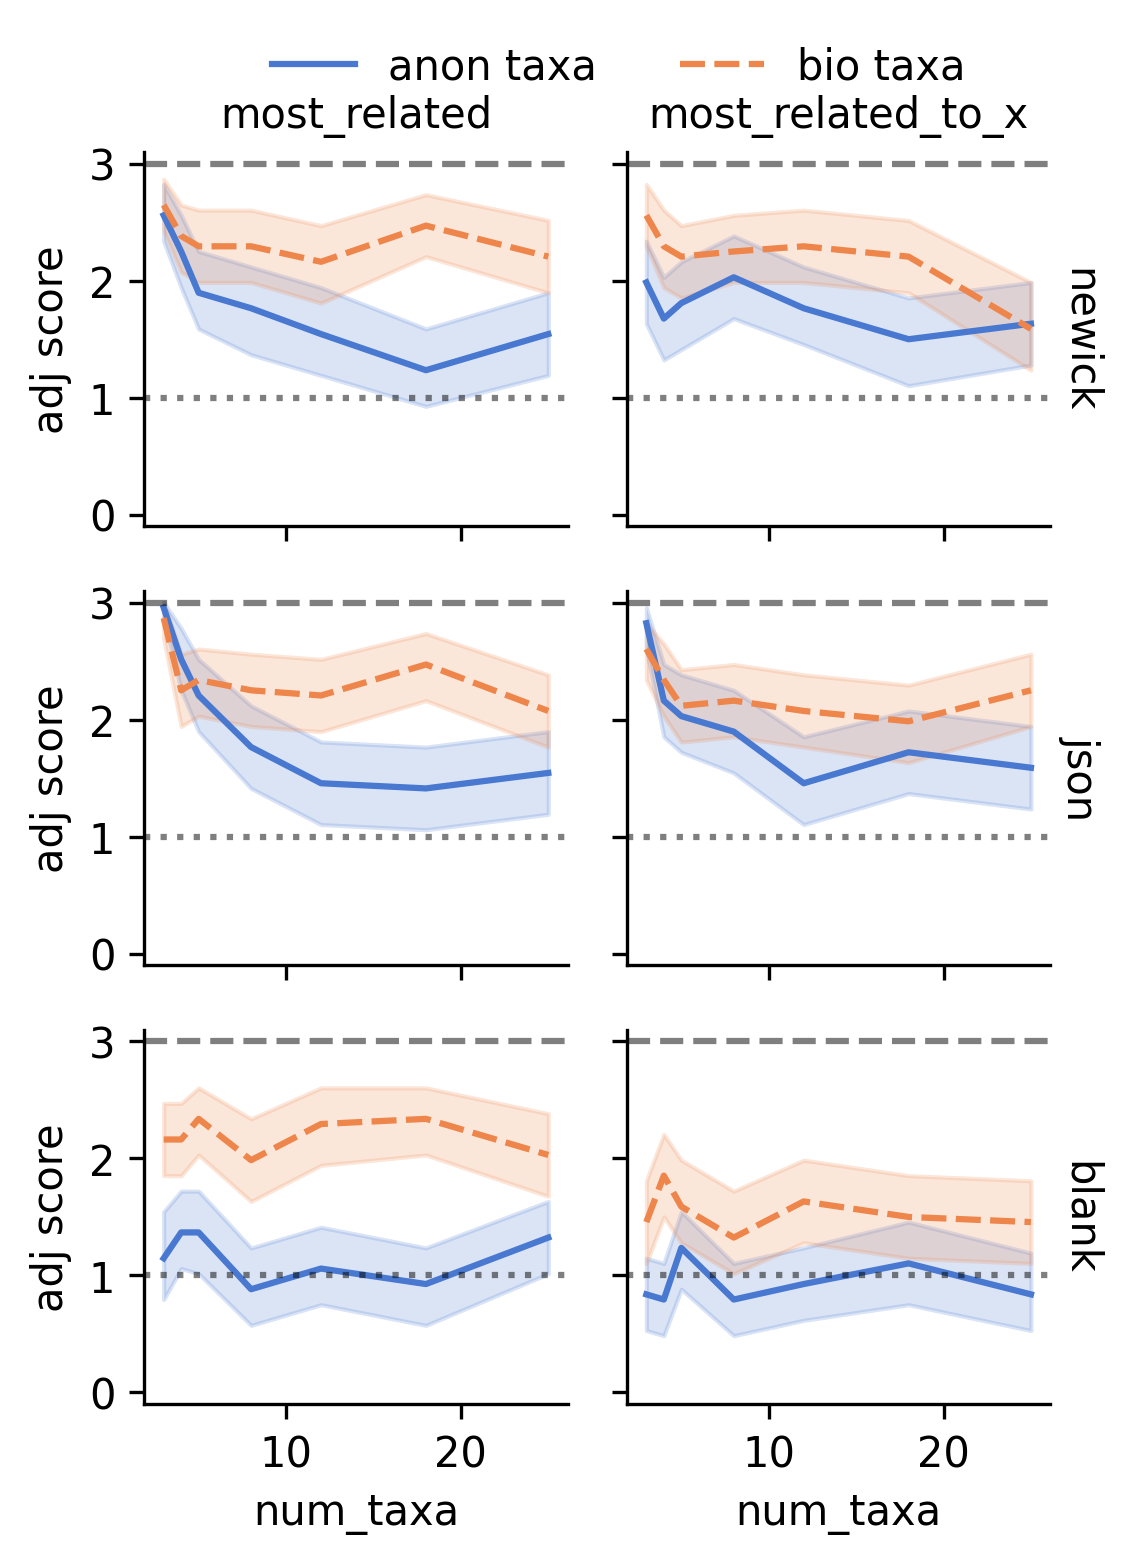 anon taxa bio taxa
most_related most_related_to_x
3
2
1
0
adj score
newick
3
2
1
0
adj score
json
3
2
1
0
adj score
blank
10 20 10 20
num_taxa num_taxa